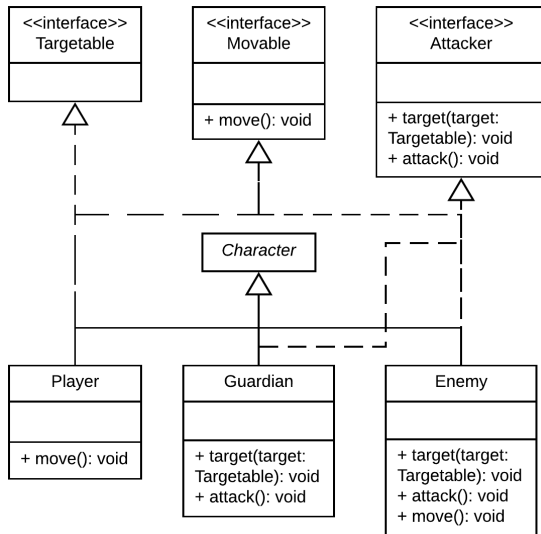 <<interface>>
Targetable
<<interface>>
Movable
+ move(): void
<<interface>>
Attacker
+ target(target:
Targetable): void
+ attack(): void
Character
Player
+ move(): void
Guardian
+ target(target:
Targetable): void
+ attack(): void
Enemy
+ target(target:
Targetable): void
+ attack(): void
+ move(): void